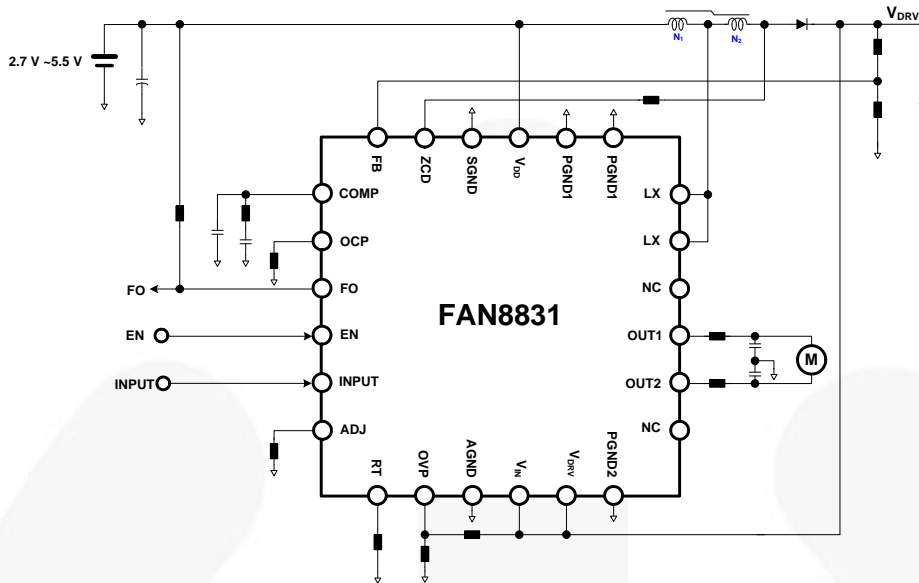 V_DRV
N₁ N₂
2.7 V ~5.5 V
FB ZCD SGND V_DD PGND1 PGND1
COMP
LX
OCP
LX
FO
FO
NC
FAN8831
EN
EN
OUT1
M
INPUT
INPUT
OUT2
ADJ
NC
RT OVP AGND V_IN V_DRV PGND2